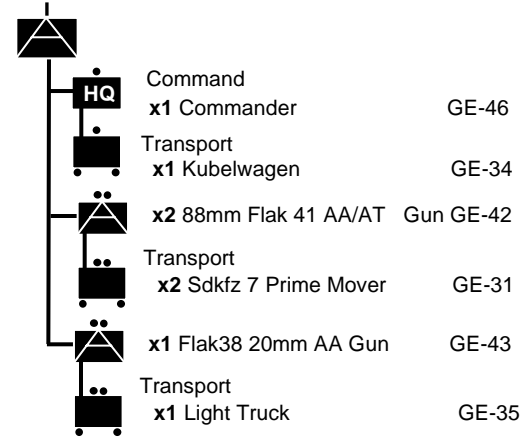 HQ
Command
x1 Commander GE-46
Transport
x1 Kubelwagen GE-34
x2 88mm Flak 41 AA/AT Gun GE-42
Transport
x2 Sdkfz 7 Prime Mover GE-31
x1 Flak38 20mm AA Gun GE-43
Transport
x1 Light Truck GE-35